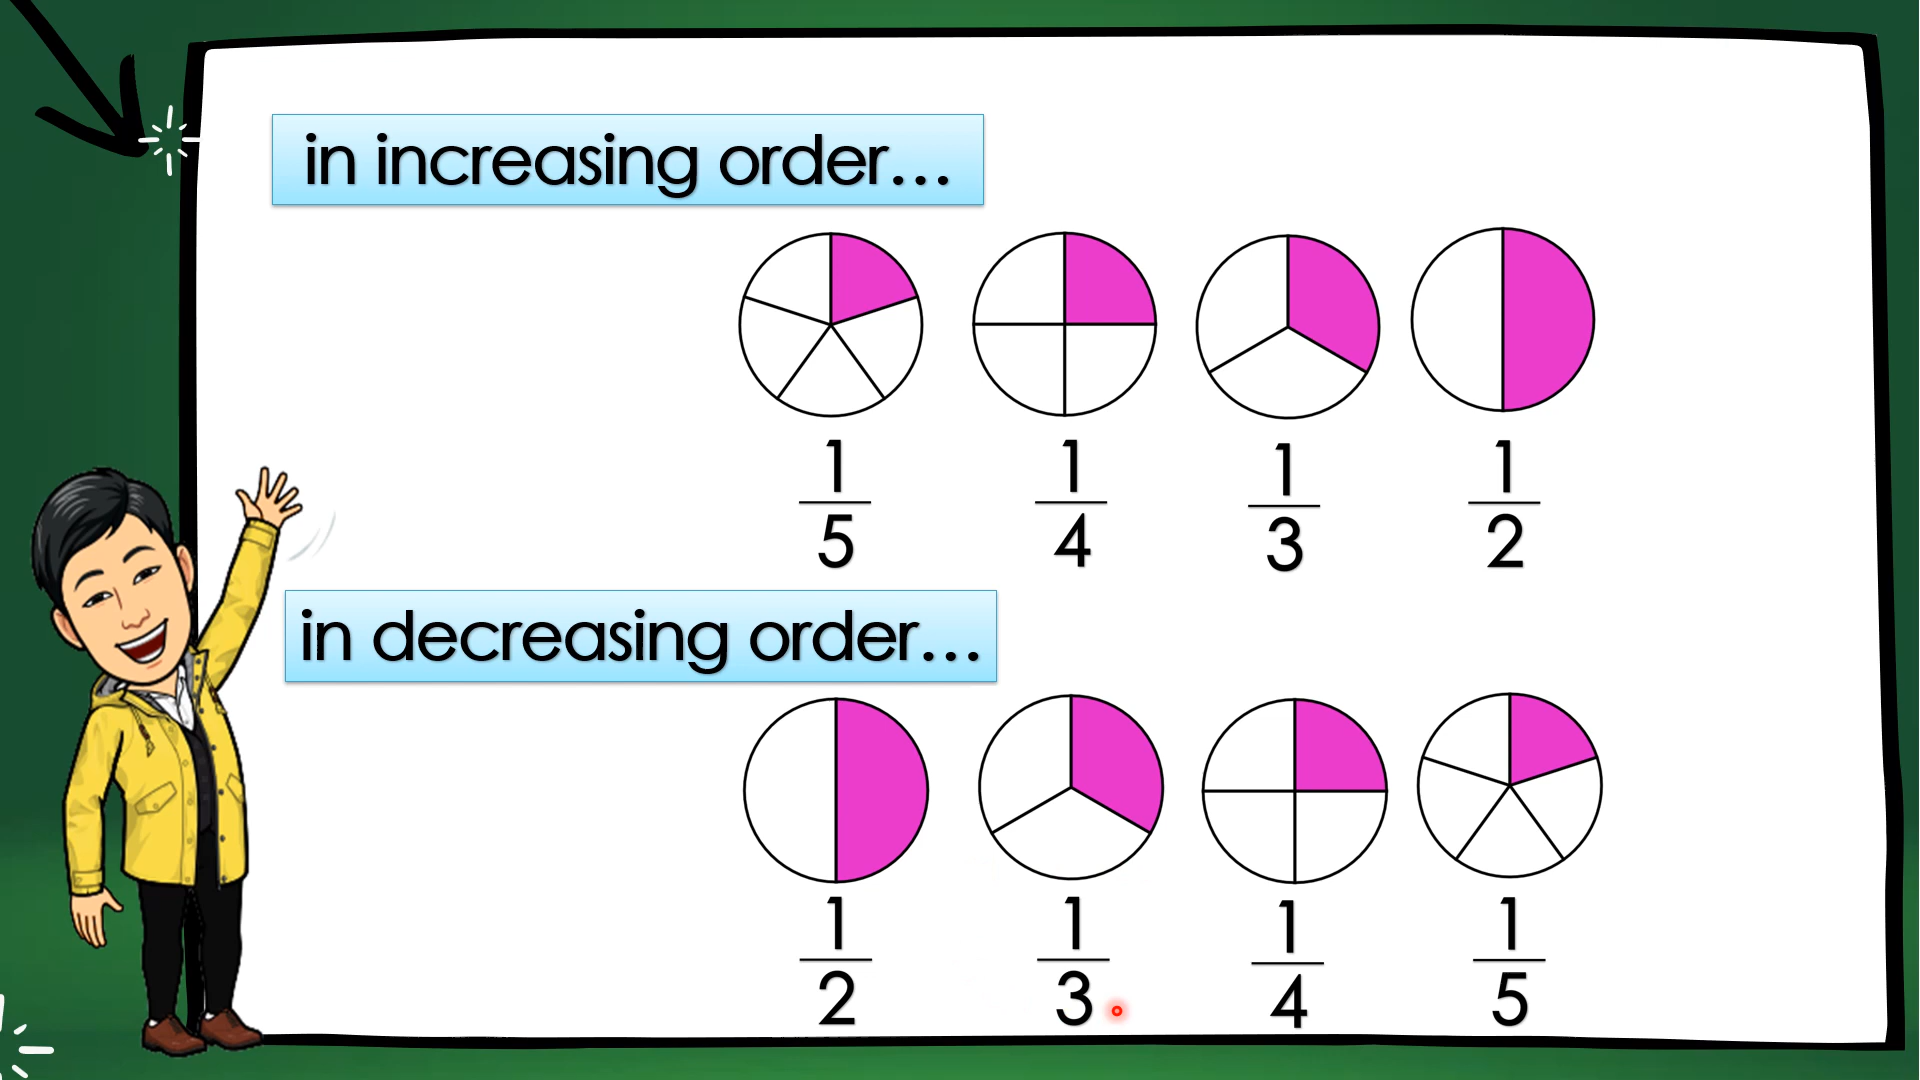 in increasing order...
1/5 1/4 1/3 1/2
in decreasing order...
1/2 1/3 1/4 1/5